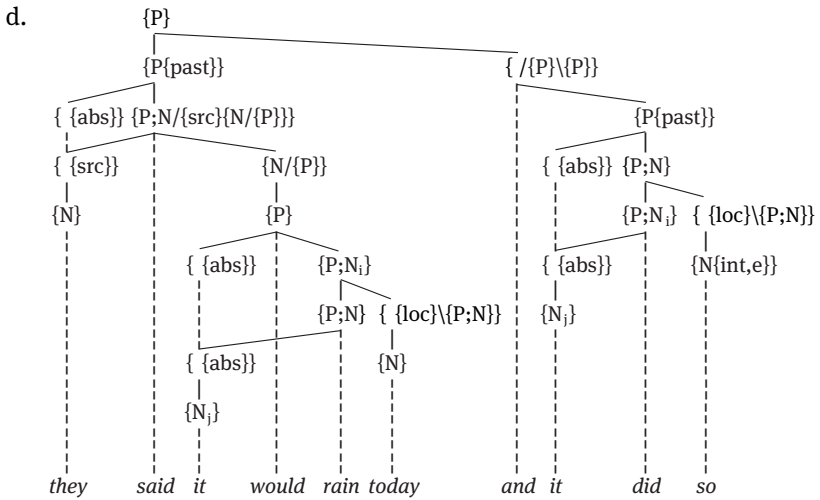 d.
{P}
{P{past}} { /{P}\{P}}
{ {abs}} {P;N/{src}{N/{P}}} {P{past}}
{ {src}} {N/{P}} { {abs}} {P;N}
{N} {P} {P;Nᵢ} { {loc}\{P;N}}
{ {abs}} {P;Nᵢ} { {abs}} {N{int,e}}
{P;N} { {loc}\{P;N}} {Nⱼ}
{ {abs}} {N}
{Nⱼ}
they said it would rain today and it did so